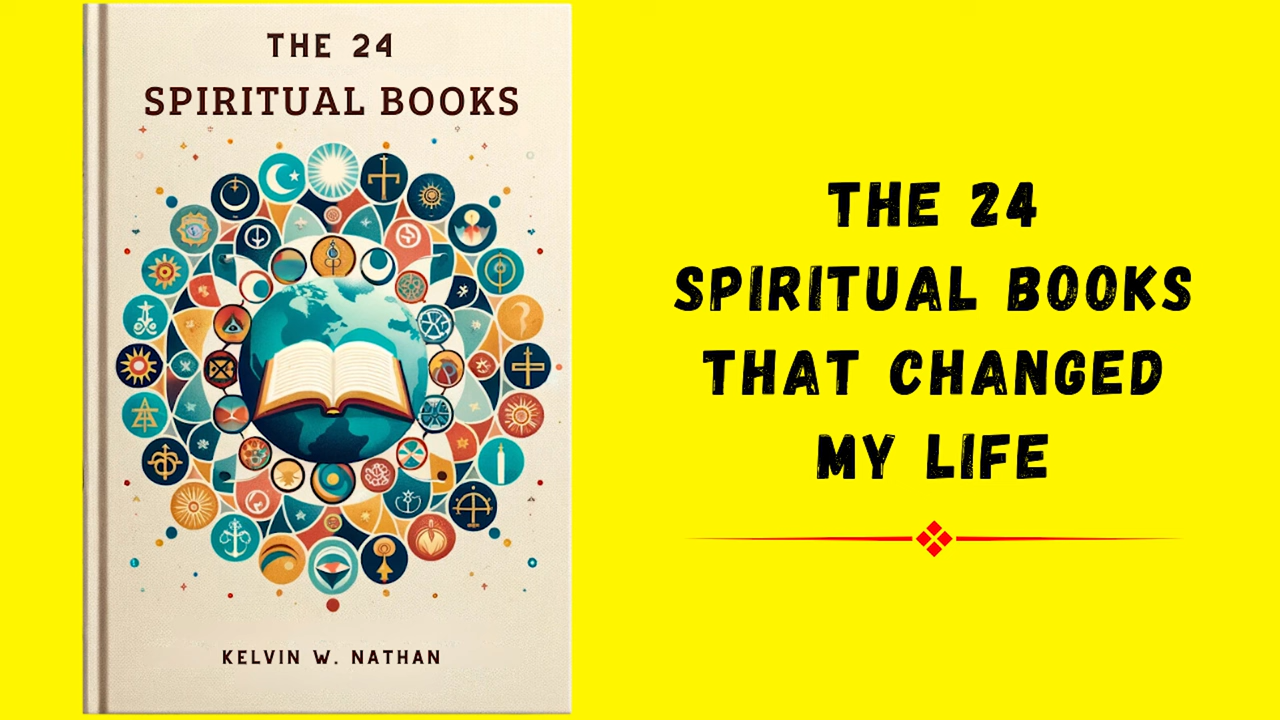 THE 24
SPIRITUAL BOOKS
KELVIN W. NATHAN
THE 24
SPIRITUAL BOOKS
THAT CHANGED
MY LIFE